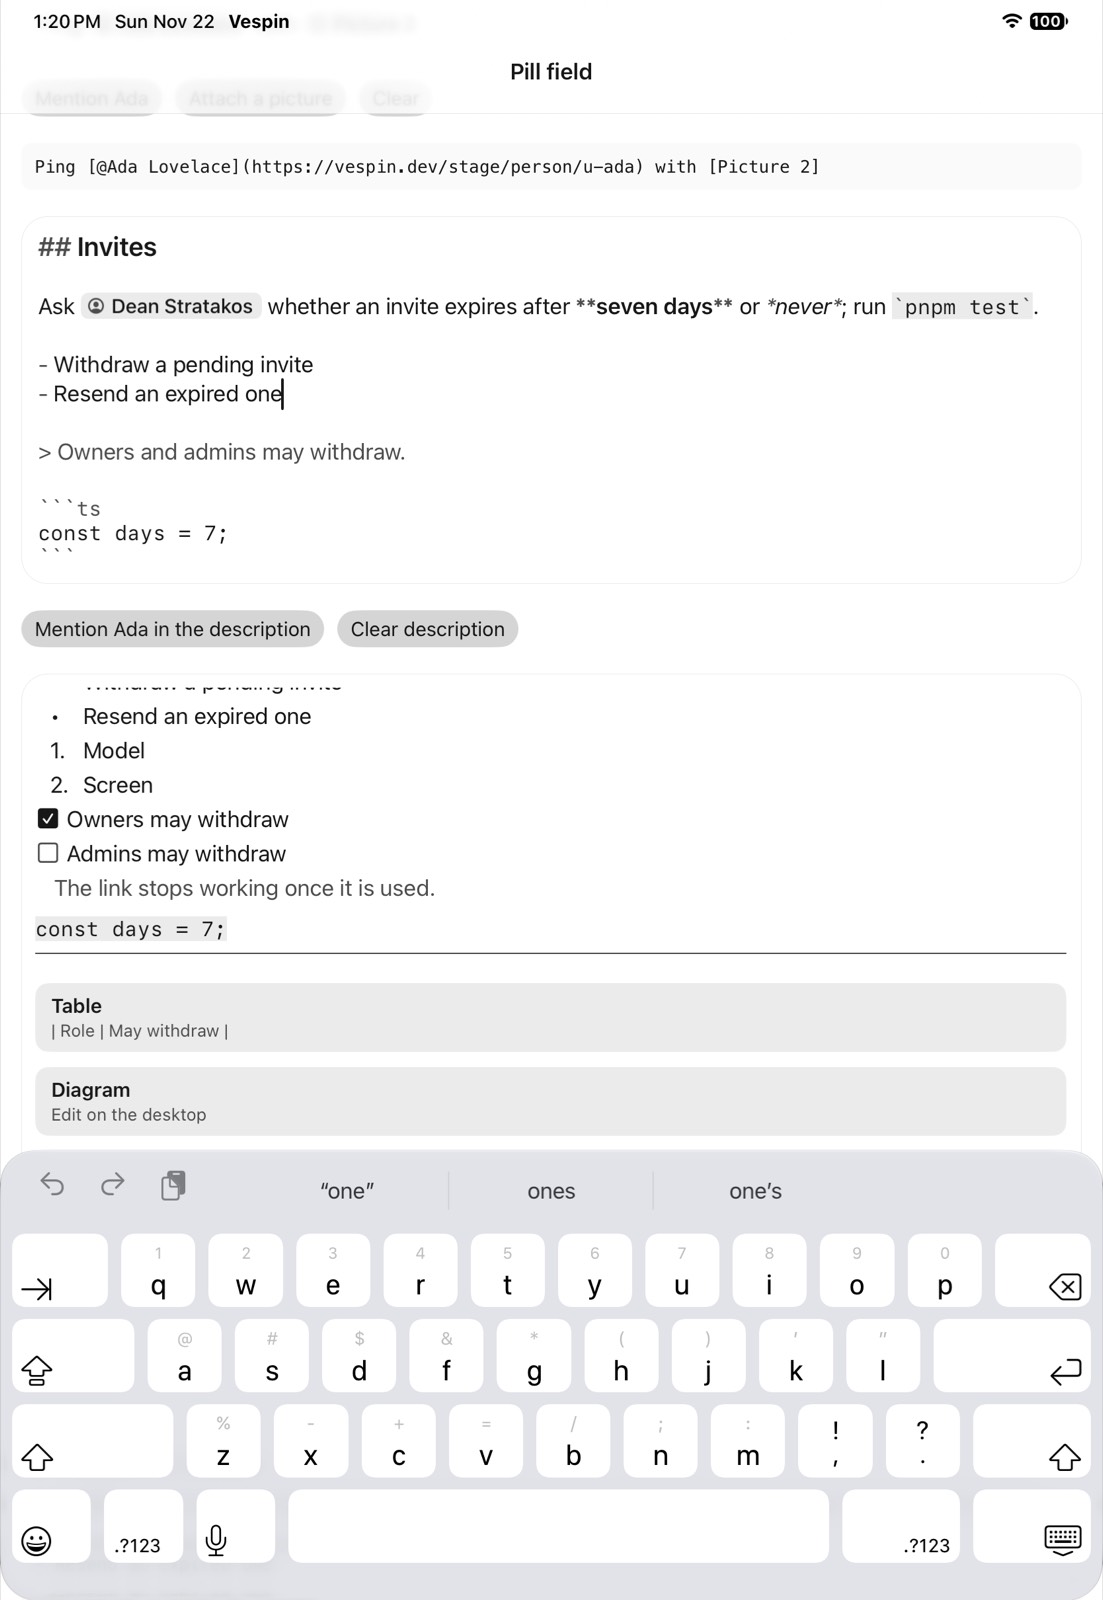 1:20 PM Sun Nov 22 Vespin 100
Pill field
Mention Ada Attach a picture Clear
Ping [@Ada Lovelace](https://vespin.dev/stage/person/u-ada) with [Picture 2]
## Invites
Ask Dean Stratakos whether an invite expires after **seven days** or *never*; run `pnpm test`.
- Withdraw a pending invite
- Resend an expired one
> Owners and admins may withdraw.
```ts
const days = 7;
```
Mention Ada in the description Clear description
Withdraw a pending invite
• Resend an expired one
1. Model
2. Screen
Owners may withdraw
Admins may withdraw
The link stops working once it is used.
const days = 7;
Table
| Role | May withdraw |
Diagram
Edit on the desktop
“one” ones one’s
1 2 3 4 5 6 7 8 9 0
q w e r t y u i o p
@ # $ & * ( ) ' "
a s d f g h j k l
% - + = / ; : ! ?
z x c v b n m , .
.?123 .?123